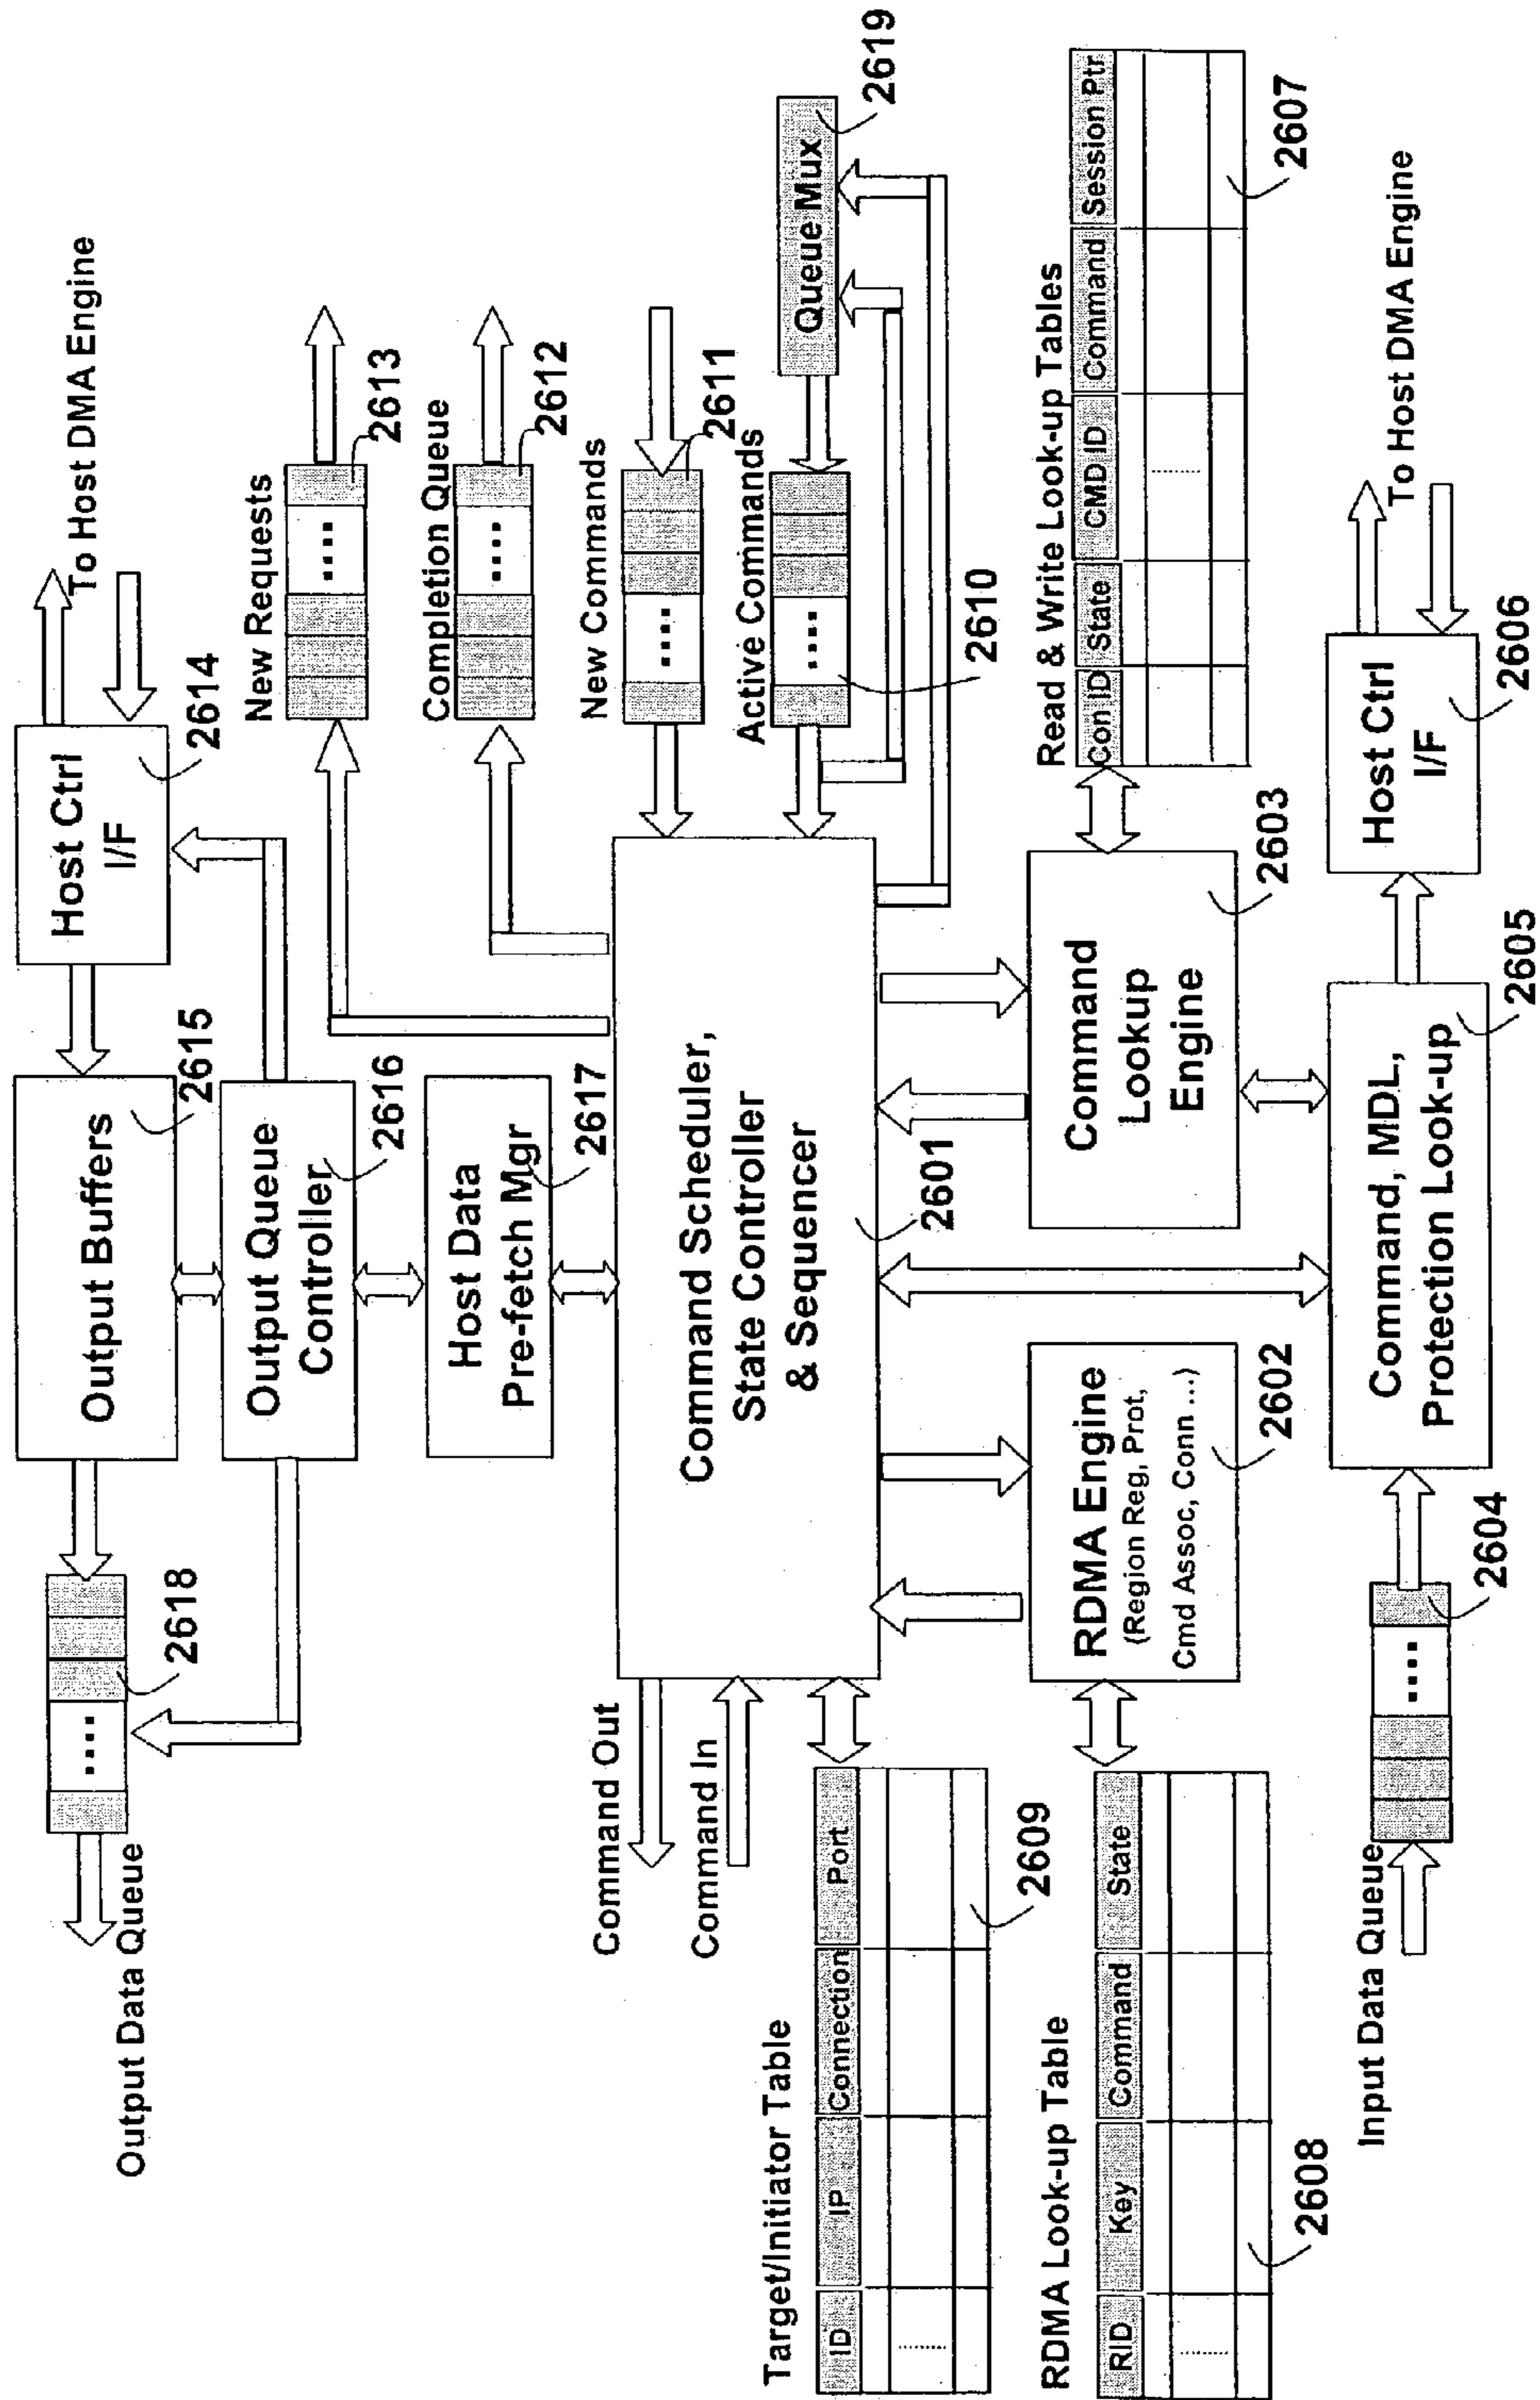 Output Data Queue
2618
Output Buffers
2615
Host Ctrl
I/F
2614
To Host DMA Engine
Output Queue
Controller
2616
Host Data
Pre-fetch Mgr
2617
New Requests
....
2613
Completion Queue
....
2612
New Commands
....
2611
Active Commands
....
2610
Queue Mux
2619
Command Out
Command In
Command Scheduler,
State Controller
& Sequencer
2601
Target/Initiator Table
ID IP Connection Port
2609
RDMA Look-up Table
RID Key Command State
2608
RDMA Engine
(Region Reg, Prot,
Cmd Assoc, Conn ...)
2602
Command
Lookup
Engine
2603
Read & Write Look-up Tables
Con ID State CMD ID Command Session Ptr
2607
Input Data Queue
....
2604
Command, MDL,
Protection Look-up
2605
Host Ctrl
I/F
2606
To Host DMA Engine